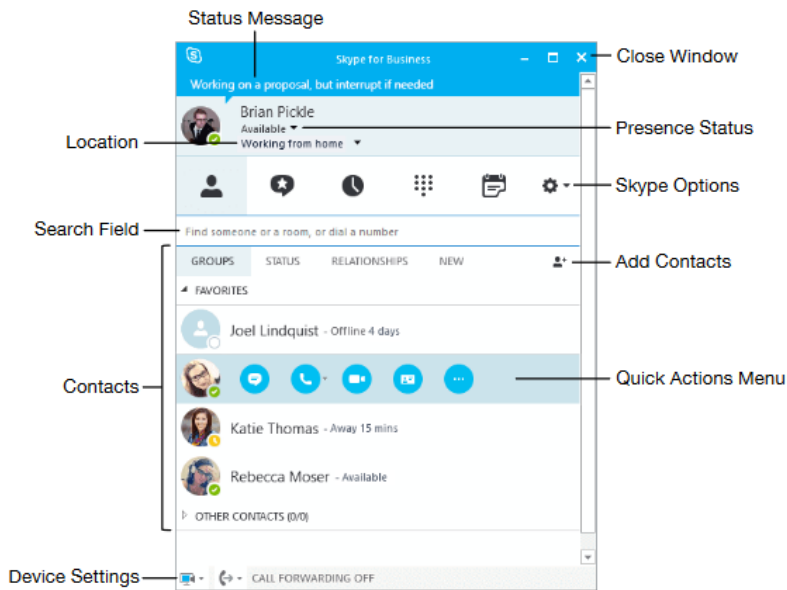 Status Message
Skype for Business
Close Window
Working on a proposal, but interrupt if needed
Brian Pickle
Available
Presence Status
Location
Working from home
Skype Options
Search Field
Find someone or a room, or dial a number
GROUPS STATUS RELATIONSHIPS NEW
Add Contacts
FAVORITES
Joel Lindquist - Offline 4 days
Contacts
Quick Actions Menu
Katie Thomas - Away 15 mins
Rebecca Moser - Available
OTHER CONTACTS (0/0)
Device Settings
CALL FORWARDING OFF